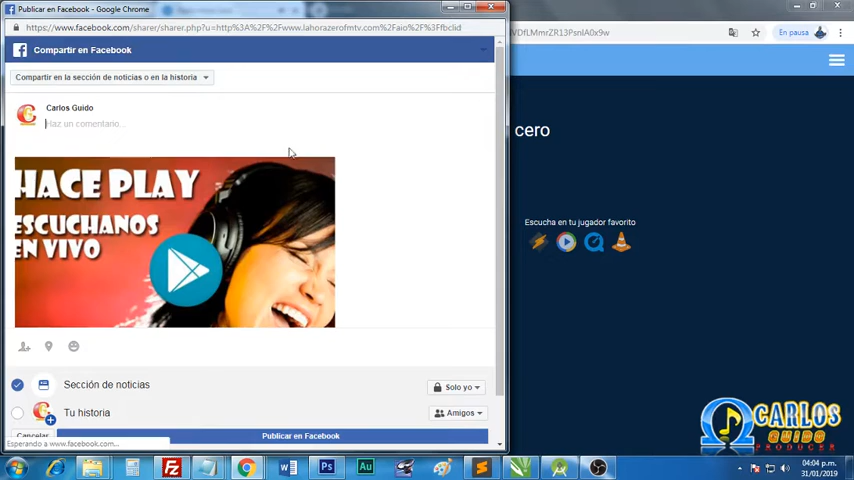 Publicar en Facebook - Google Chrome
https://www.facebook.com/sharer/sharer.php?u=http%3A%2F%2Fwww.lahorazerofmtv.com%2Faio%2F%3Ffbclid
VDfLMmrZR13PsnlA0x9w
En pausa
Compartir en Facebook
Compartir en la sección de noticias o en la historia
Carlos Guido
Haz un comentario...
cero
HACE PLAY
ESCUCHANOS
EN VIVO
Escucha en tu jugador favorito
Sección de noticias
Solo yo
Tu historia
Amigos
Cancelar
Publicar en Facebook
Esperando a www.facebook.com...
CARLOS
GUIDO
PRODUCER
04:04 p.m.
31/01/2019